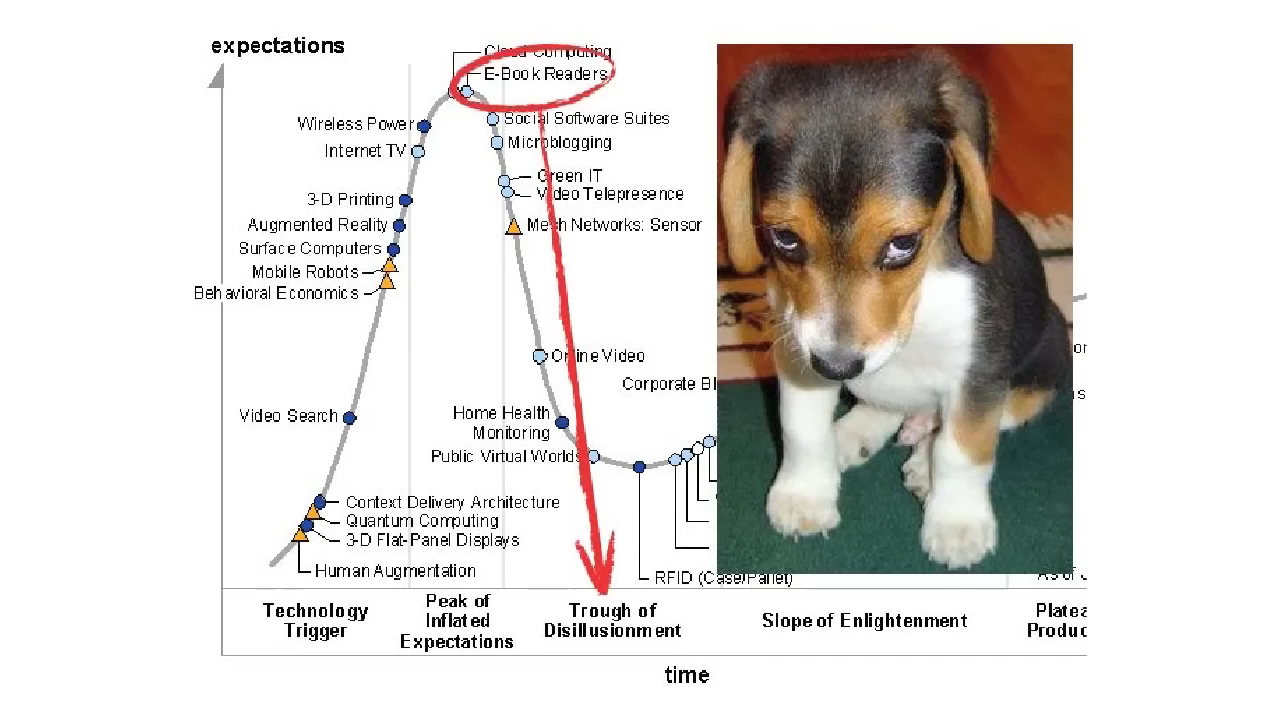 expectations
Cloud Computing
E-Book Readers
Social Software Suites
Wireless Power
Microblogging
Internet TV
Green IT
Video Telepresence
3-D Printing
Augmented Reality
Mesh Networks: Sensor
Surface Computers
Mobile Robots
Behavioral Economics
Online Video
Corporate Bl
Video Search
Home Health
Monitoring
Public Virtual Worlds
Context Delivery Architecture
Quantum Computing
3-D Flat-Panel Displays
Human Augmentation
RFID (Case/Pallet)
Technology
Trigger
Peak of
Inflated
Expectations
Trough of
Disillusionment
Slope of Enlightenment
Platea
Produc
time